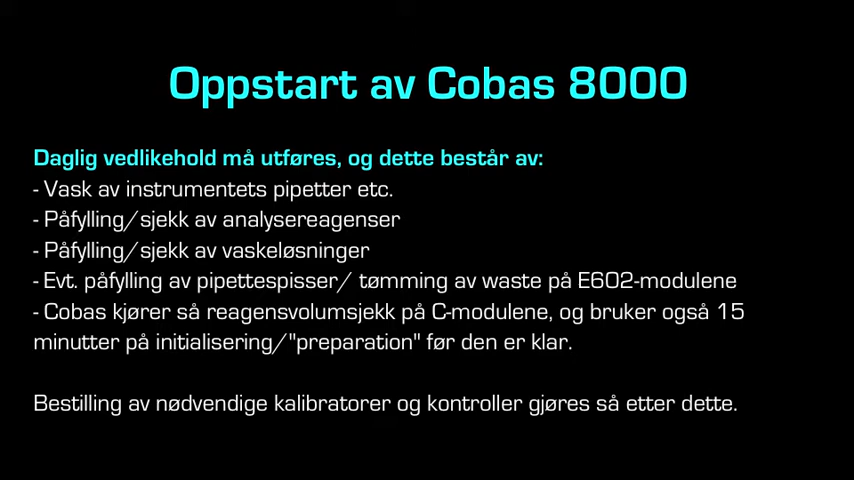 Oppstart av Cobas 8000
Daglig vedlikehold må utføres, og dette består av:
- Vask av instrumentets pipetter etc.
- Påfylling/sjekk av analysereagenser
- Påfylling/sjekk av vaskeløsninger
- Evt. påfylling av pipettespisser/ tømming av waste på E602-modulene
- Cobas kjører så reagensvolumsjekk på C-modulene, og bruker også 15
minutter på initialisering/"preparation" før den er klar.
Bestilling av nødvendige kalibratorer og kontroller gjøres så etter dette.